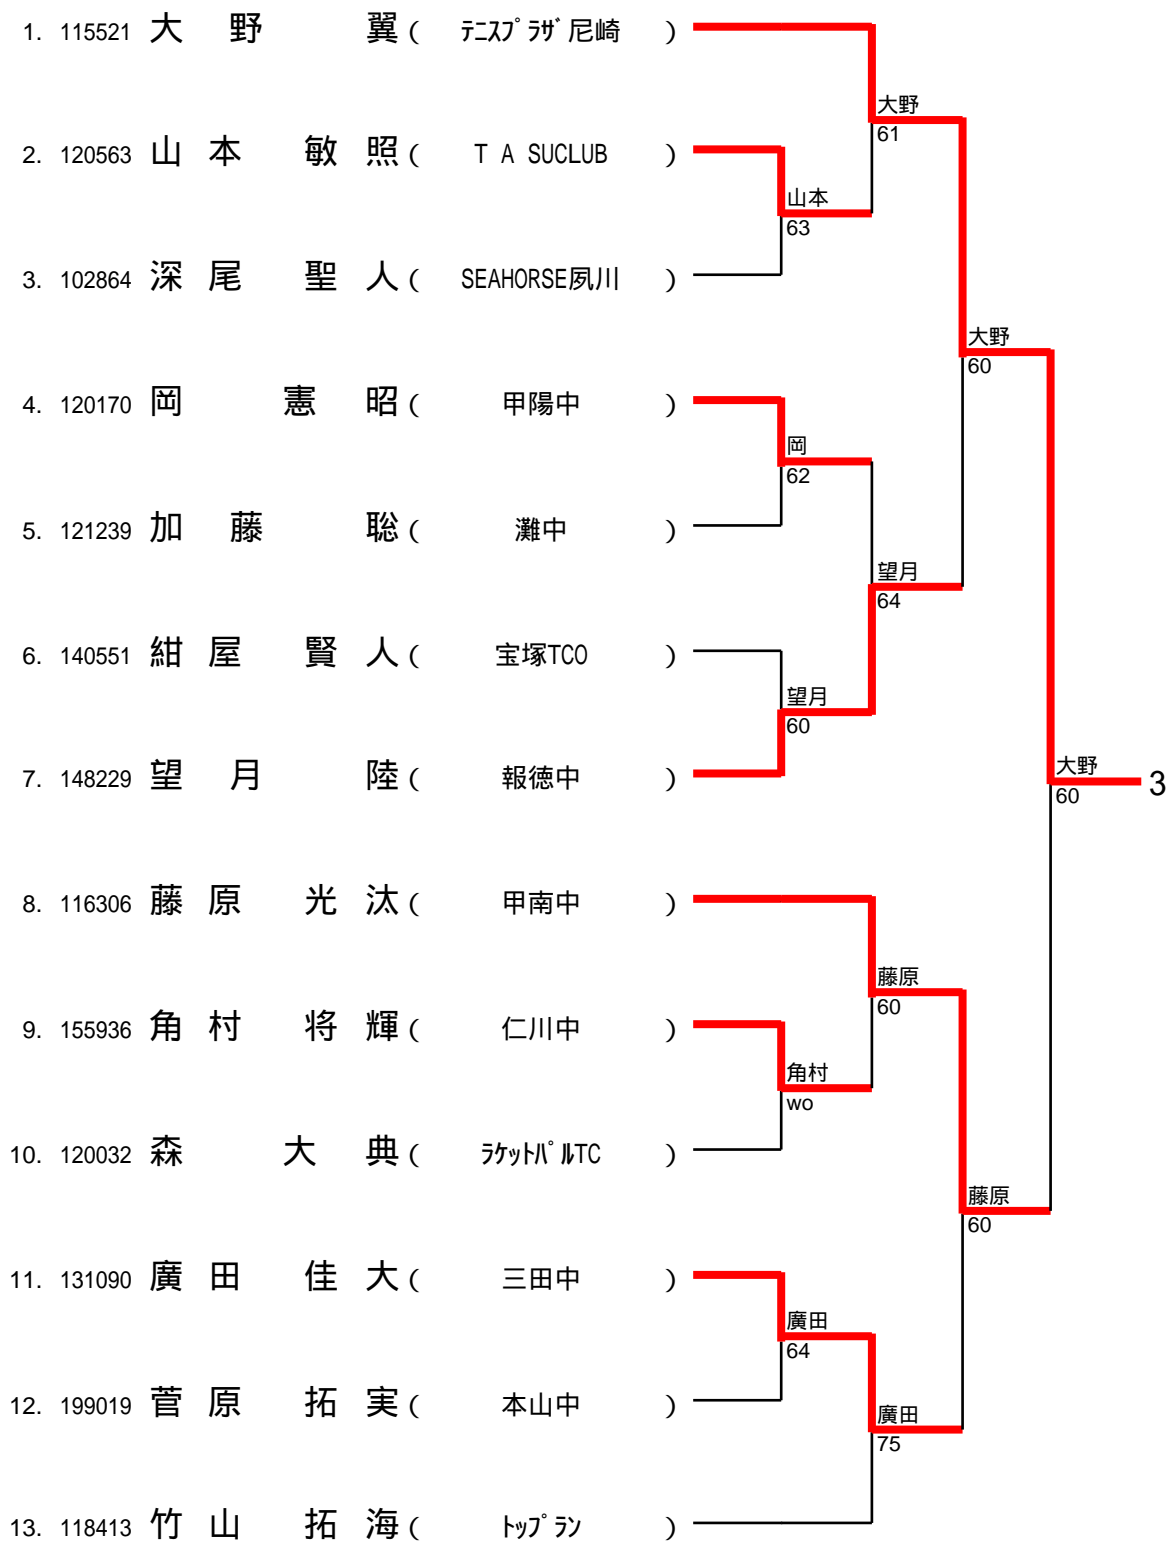 1. 115521 大 野 翼 ( テニスプラザ尼崎 )
大野
61
2. 120563 山 本 敏 照 ( T A SUCLUB )
山本
63
3. 102864 深 尾 聖 人 ( SEAHORSE夙川 )
大野
60
4. 120170 岡 憲 昭 ( 甲陽中 )
岡
62
5. 121239 加 藤 聡 ( 灘中 )
望月
64
6. 140551 紺 屋 賢 人 ( 宝塚TCO )
望月
60
7. 148229 望 月 陸 ( 報徳中 )
大野
60
3
8. 116306 藤 原 光 汰 ( 甲南中 )
藤原
60
9. 155936 角 村 将 輝 ( 仁川中 )
角村
wo
10. 120032 森 大 典 ( ラケットパルTC )
藤原
60
11. 131090 廣 田 佳 大 ( 三田中 )
廣田
64
12. 199019 菅 原 拓 実 ( 本山中 )
廣田
75
13. 118413 竹 山 拓 海 ( トップラン )